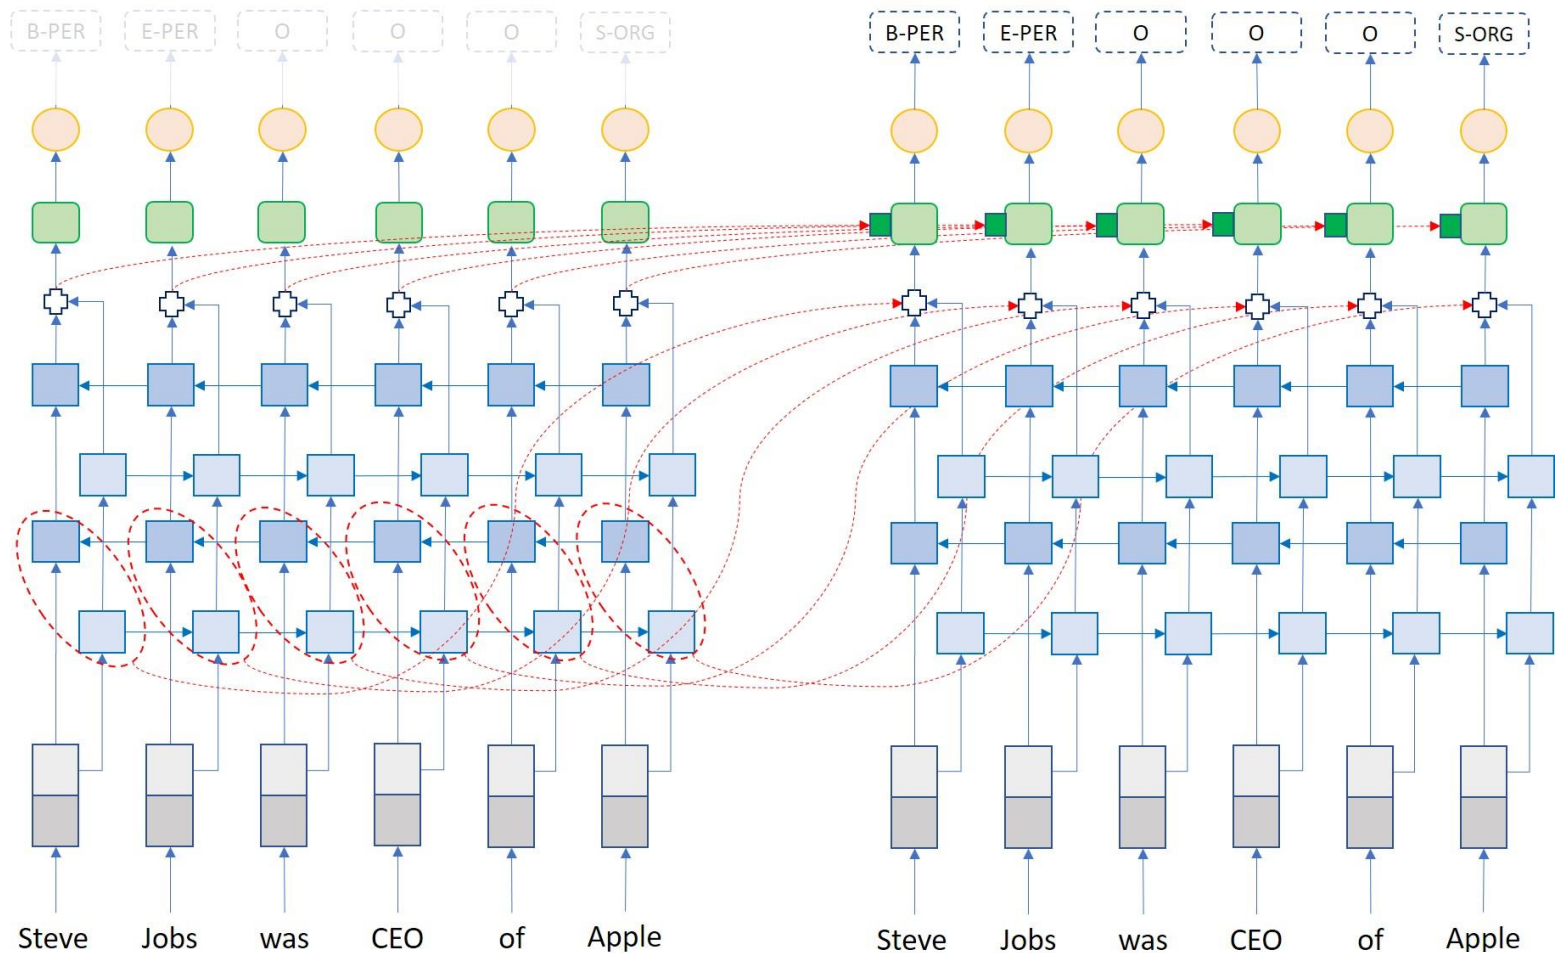 B-PER E-PER O O O S-ORG B-PER E-PER O O O S-ORG
Steve Jobs was CEO of Apple Steve Jobs was CEO of Apple